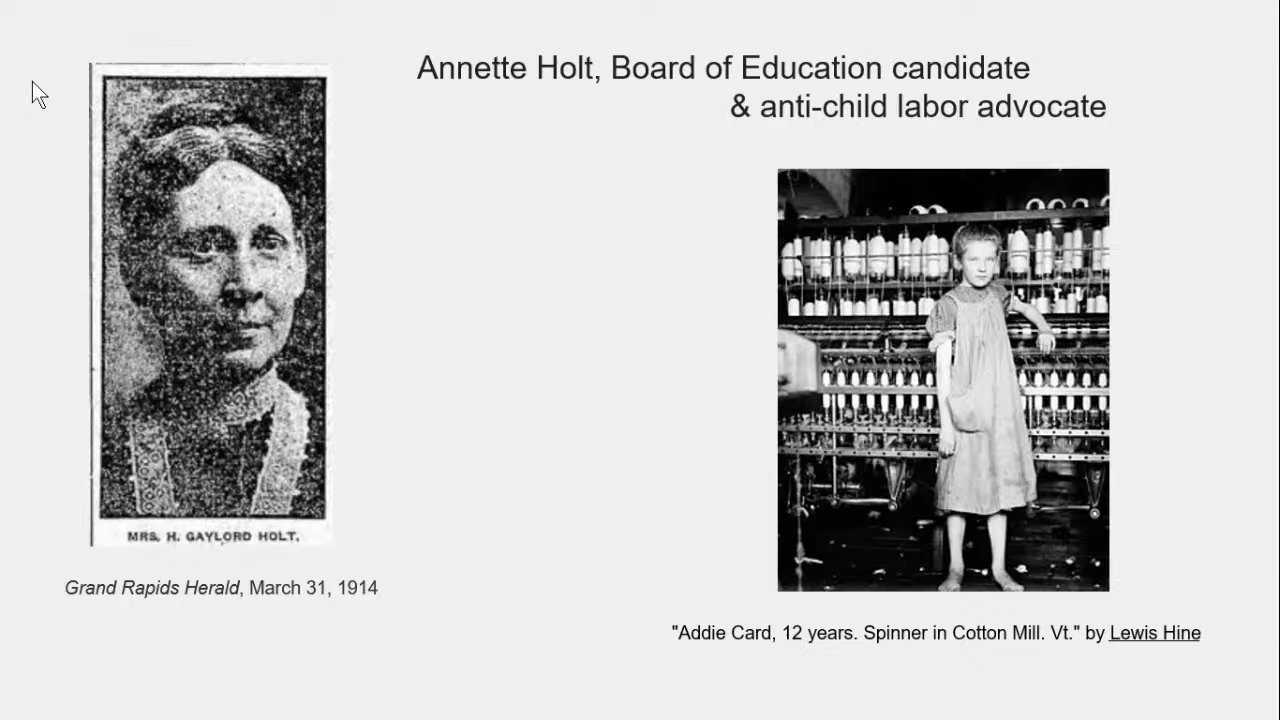 Annette Holt, Board of Education candidate
& anti-child labor advocate
MRS. H. GAYLORD HOLT.
Grand Rapids Herald, March 31, 1914
"Addie Card, 12 years. Spinner in Cotton Mill. Vt." by Lewis Hine